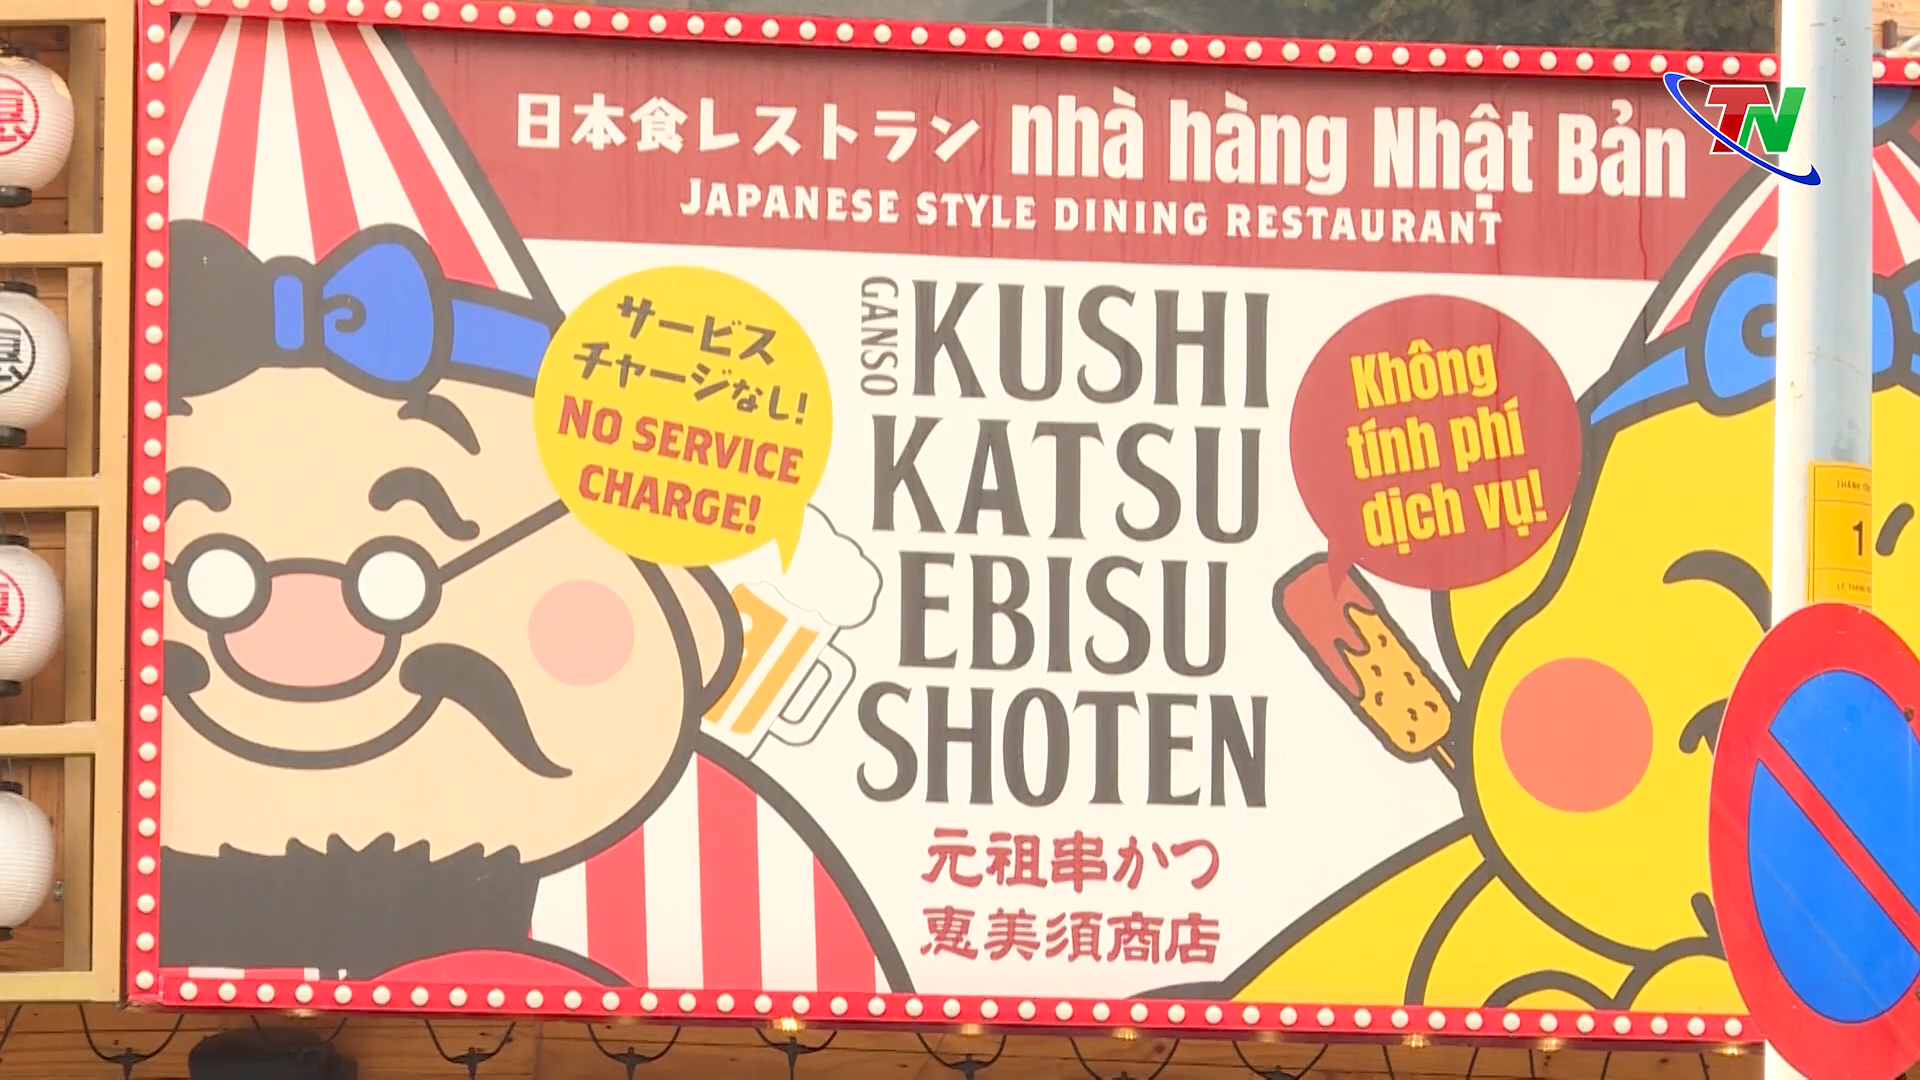 日本食レストラン nhà hàng Nhật Bản
JAPANESE STYLE DINING RESTAURANT
サービス
チャージなし!
NO SERVICE
CHARGE!
GANSO
KUSHI
KATSU
EBISU
SHOTEN
元祖串かつ
恵美須商店
Không
tính phí
dịch vụ!
TN
1